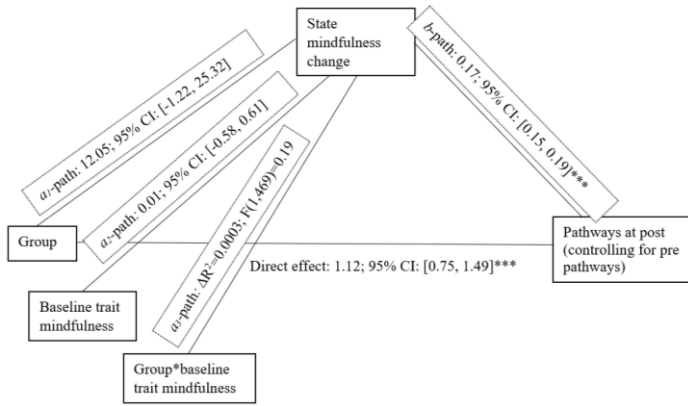 State
mindfulness
change
a₁-path: 12.05; 95% CI: [-1.22, 25.32]
a₂-path: 0.01; 95% CI: [-0.58, 0.61]
a₃-path: ΔR²=0.0003; F(1,469)=0.19
b-path: 0.17; 95% CI: [0.15, 0.19]***
Group
Pathways at post
(controlling for pre
pathways)
Direct effect: 1.12; 95% CI: [0.75, 1.49]***
Baseline trait
mindfulness
Group*baseline
trait mindfulness